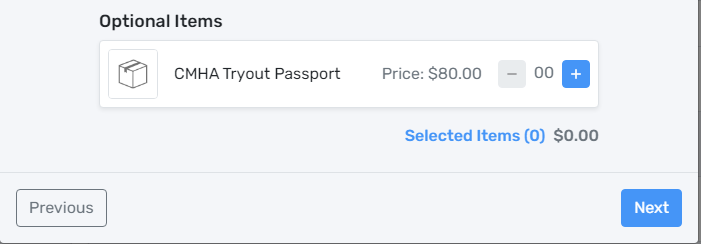 Optional Items
CMHA Tryout Passport Price: $80.00 − 00 +
Selected Items (0) $0.00
Previous Next